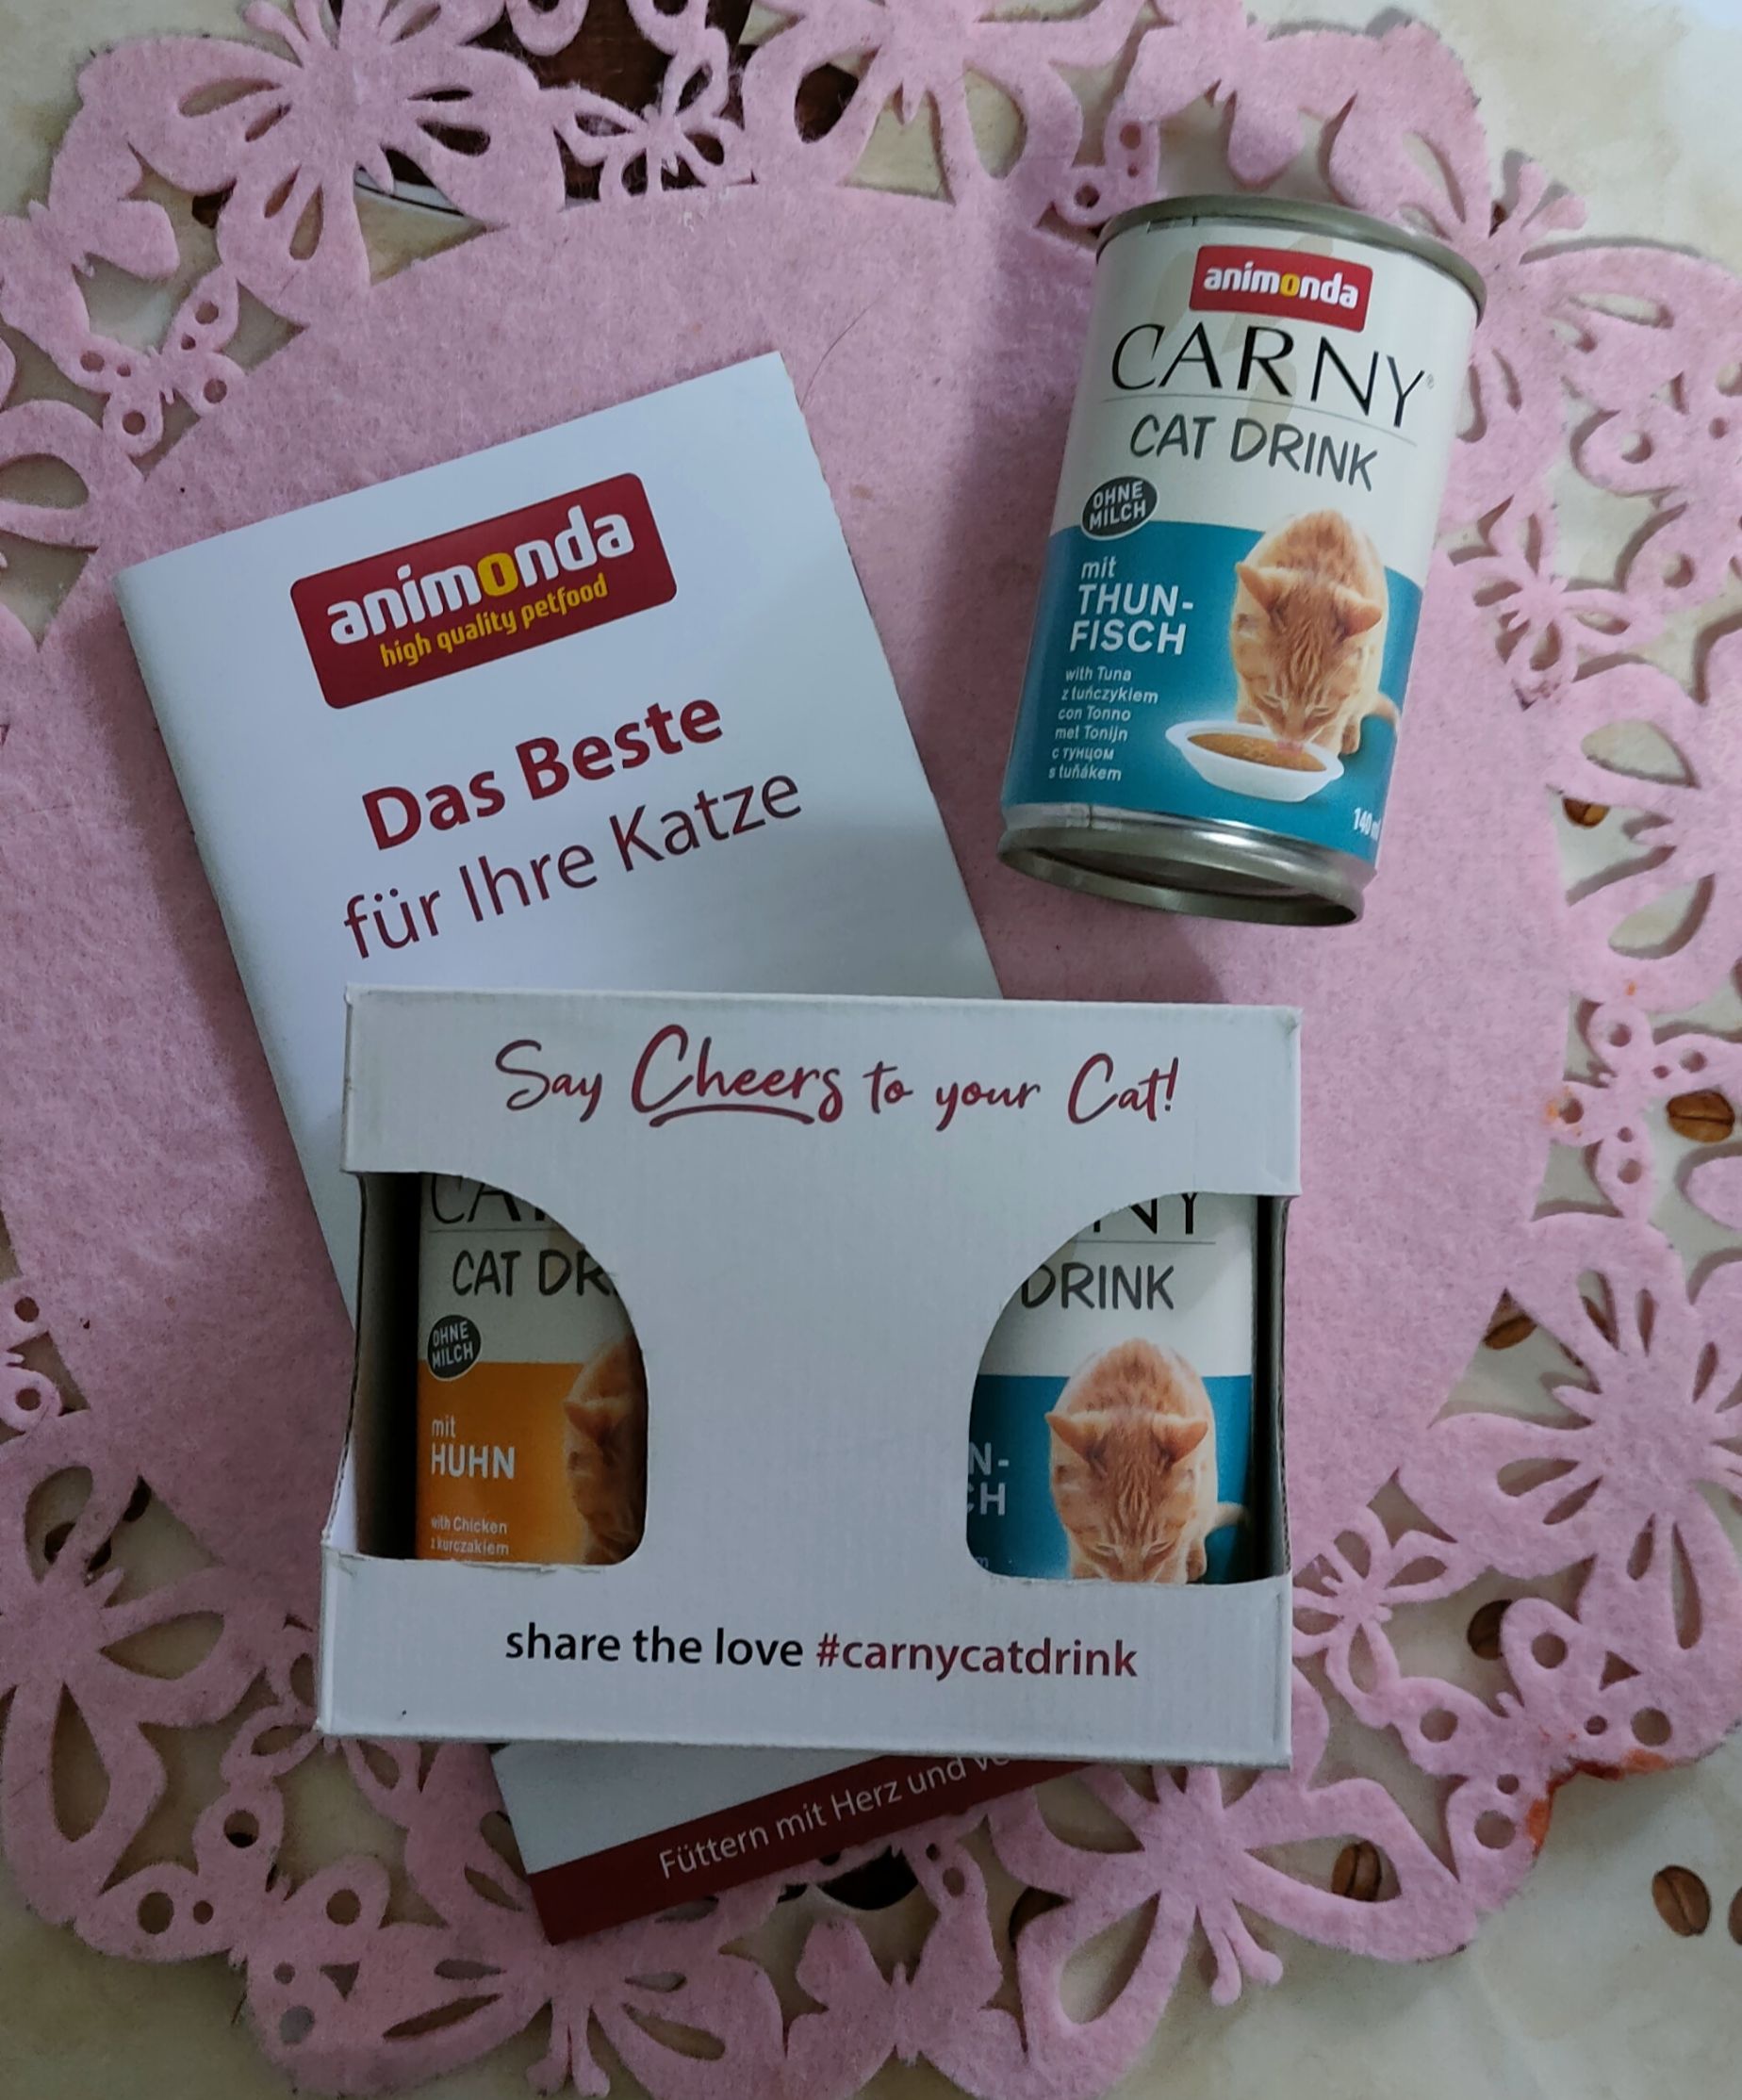 animonda
high quality petfood
Das Beste
für Ihre Katze
animonda
CARNY®
CAT DRINK
OHNE
MILCH
mit
THUN-
FISCH
with Tuna
z tuńczykiem
con Tonno
met Tonijn
с тунцом
s tuňákem
140 ml
Say Cheers to your Cat!
CAT DR
OHNE
MILCH
mit
HUHN
with Chicken
z kurczakiem
NY
DRINK
N-
CH
share the love #carnycatdrink
Füttern mit Herz und